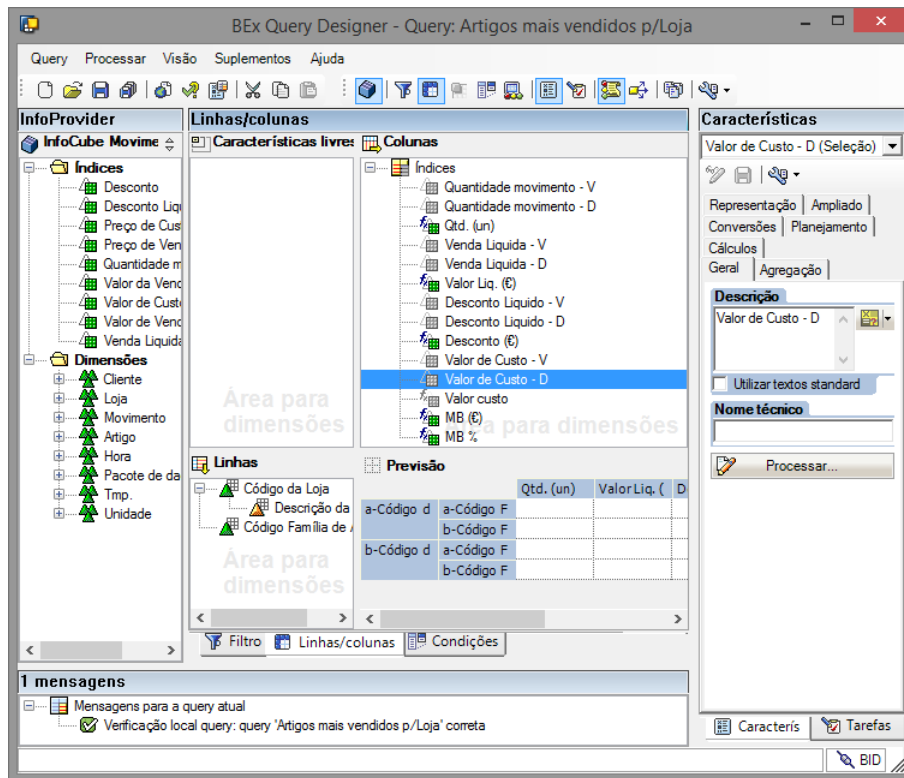 BEx Query Designer - Query: Artigos mais vendidos p/Loja
Query Processar Visão Suplementos Ajuda
InfoProvider
InfoCube Movime
Índices
Desconto
Desconto Liqu
Preço de Cus
Preço de Ven
Quantidade m
Valor da Venc
Valor de Custo
Valor de Venc
Venda Liquida
Dimensões
Cliente
Loja
Movimento
Artigo
Hora
Pacote de da
Tmp.
Unidade
Linhas/colunas
Características livres
Área para
dimensões
Colunas
Índices
Quantidade movimento - V
Quantidade movimento - D
Qtd. (un)
Venda Liquida - V
Venda Liquida - D
Valor Liq. (€)
Desconto Liquido - V
Desconto Liquido - D
Desconto (€)
Valor de Custo - V
Valor de Custo - D
Valor custo
MB (€)
MB %
Área para dimensões
Linhas
Código da Loja
Descrição da
Código Família de A
Área para
dimensões
Previsão
Qtd. (un) Valor Liq. ( D
a-Código d a-Código F
b-Código F
b-Código d a-Código F
b-Código F
Filtro Linhas/colunas Condições
Características
Valor de Custo - D (Seleção)
Representação Ampliado
Conversões Planejamento
Cálculos
Geral Agregação
Descrição
Valor de Custo - D
Utilizar textos standard
Nome técnico
Processar...
Caracterís Tarefas
1 mensagens
Mensagens para a query atual
Verificação local query: query 'Artigos mais vendidos p/Loja' correta
BID